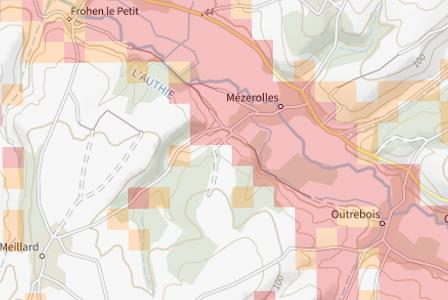 Frohen le Petit
44
100
L'AUTHIE
Mézerolles
Outrebois
Meillard
100